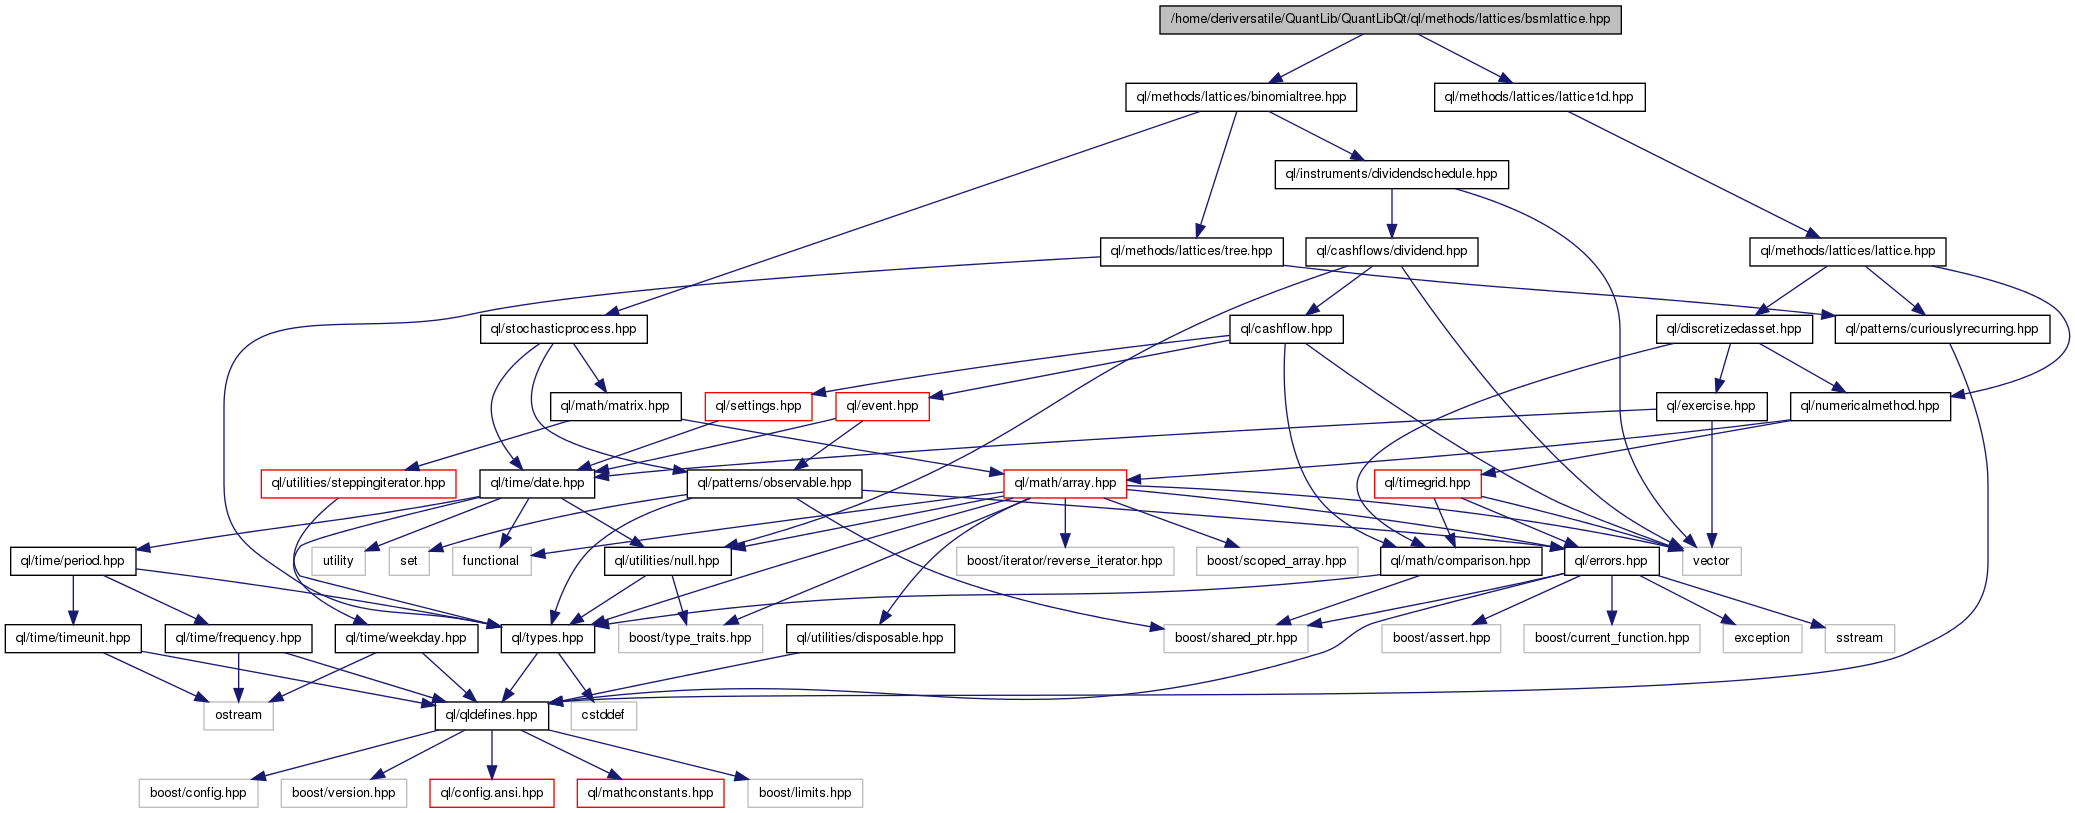 /home/deriversatile/QuantLib/QuantLibQt/ql/methods/lattices/bsmlattice.hpp
ql/methods/lattices/binomialtree.hpp
ql/methods/lattices/lattice1d.hpp
ql/instruments/dividendschedule.hpp
ql/methods/lattices/tree.hpp
ql/cashflows/dividend.hpp
ql/methods/lattices/lattice.hpp
ql/stochasticprocess.hpp
ql/cashflow.hpp
ql/discretizedasset.hpp
ql/patterns/curiouslyrecurring.hpp
ql/math/matrix.hpp
ql/settings.hpp
ql/event.hpp
ql/exercise.hpp
ql/numericalmethod.hpp
ql/utilities/steppingiterator.hpp
ql/time/date.hpp
ql/patterns/observable.hpp
ql/math/array.hpp
ql/timegrid.hpp
ql/time/period.hpp
utility
set
functional
ql/utilities/null.hpp
boost/iterator/reverse_iterator.hpp
boost/scoped_array.hpp
ql/math/comparison.hpp
ql/errors.hpp
vector
ql/time/timeunit.hpp
ql/time/frequency.hpp
ql/time/weekday.hpp
ql/types.hpp
boost/type_traits.hpp
ql/utilities/disposable.hpp
boost/shared_ptr.hpp
boost/assert.hpp
boost/current_function.hpp
exception
sstream
ostream
ql/qldefines.hpp
cstddef
boost/config.hpp
boost/version.hpp
ql/config.ansi.hpp
ql/mathconstants.hpp
boost/limits.hpp